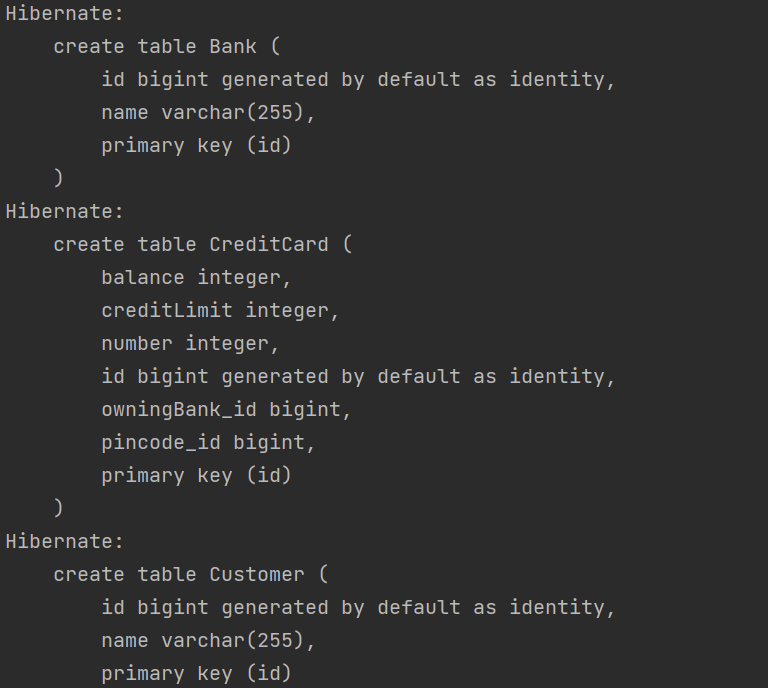 Hibernate:
    create table Bank (
        id bigint generated by default as identity,
        name varchar(255),
        primary key (id)
    )
Hibernate:
    create table CreditCard (
        balance integer,
        creditLimit integer,
        number integer,
        id bigint generated by default as identity,
        owningBank_id bigint,
        pincode_id bigint,
        primary key (id)
    )
Hibernate:
    create table Customer (
        id bigint generated by default as identity,
        name varchar(255),
        primary key (id)